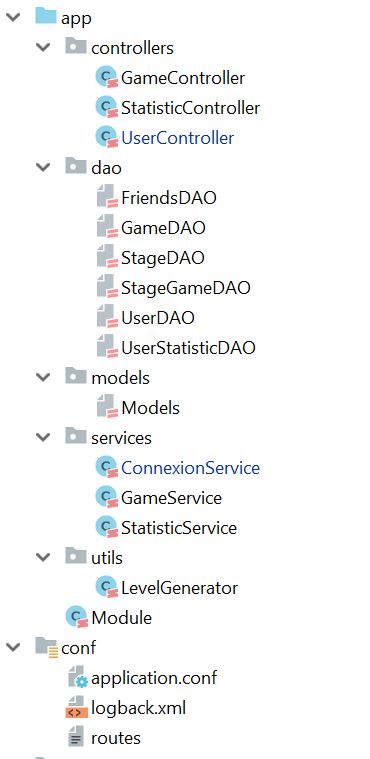 app
controllers
GameController
StatisticController
UserController
dao
FriendsDAO
GameDAO
StageDAO
StageGameDAO
UserDAO
UserStatisticDAO
models
Models
services
ConnexionService
GameService
StatisticService
utils
LevelGenerator
Module
conf
application.conf
logback.xml
routes